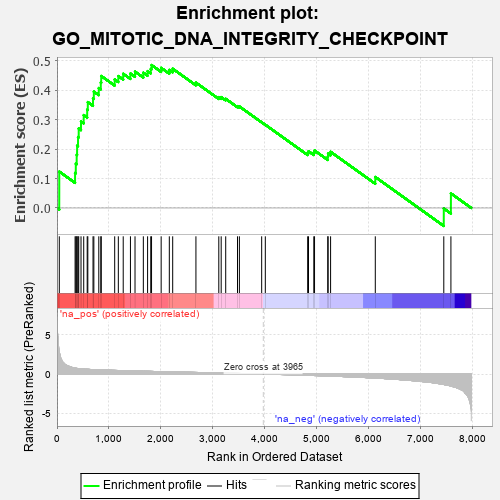 Enrichment plot:
GO_MITOTIC_DNA_INTEGRITY_CHECKPOINT
Enrichment score (ES)
0.5
0.4
0.3
0.2
0.1
0.0
'na_pos' (positively correlated)
Ranked list metric (PreRanked)
5
0
-5
Zero cross at 3965
'na_neg' (negatively correlated)
0
1,000
2,000
3,000
4,000
5,000
6,000
7,000
8,000
Rank in Ordered Dataset
Enrichment profile
Hits
Ranking metric scores